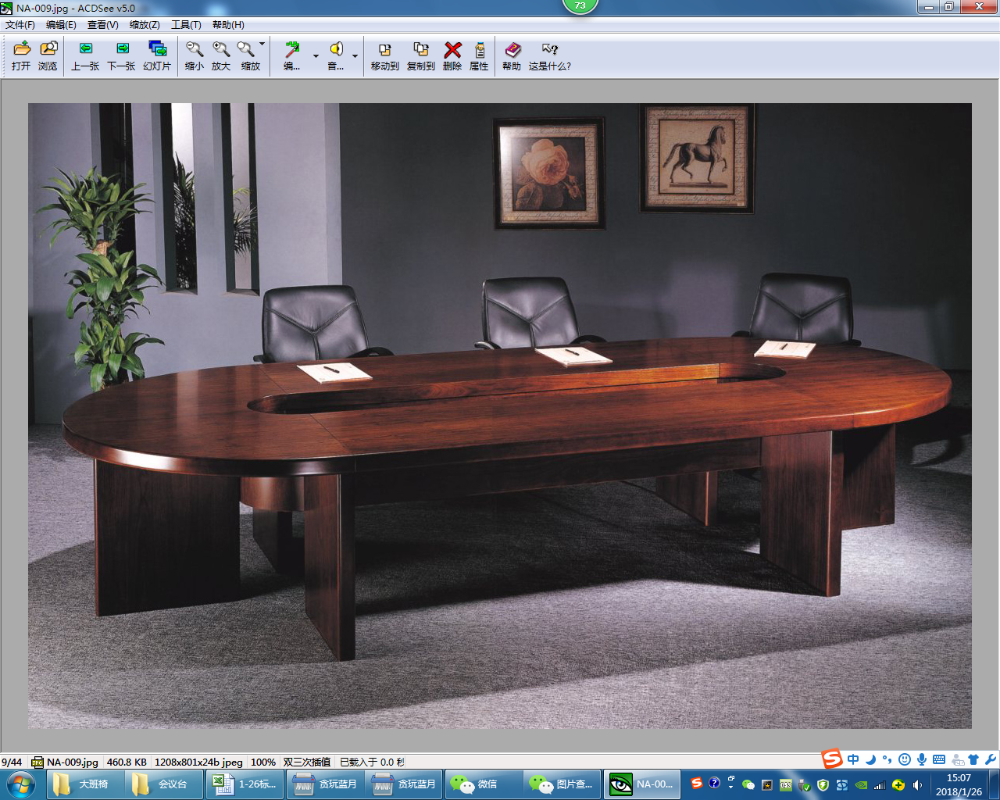 NA-009.jpg - ACDSee v5.0
73
文件(F) 编辑(E) 查看(V) 缩放(Z) 工具(T) 帮助(H)
打开 浏览 上一张 下一张 幻灯片 缩小 放大 缩放 编... 音... 移动到 复制到 删除 属性 帮助 这是什么?
9/44 NA-009.jpg 460.8 KB 1208x801x24b jpeg 100% 双三次插值 已载入于 0.0 秒
中
大班椅 会议台 1-26标... 贪玩蓝月 贪玩蓝月 微信 图片查... NA-00...
15:07
2018/1/26